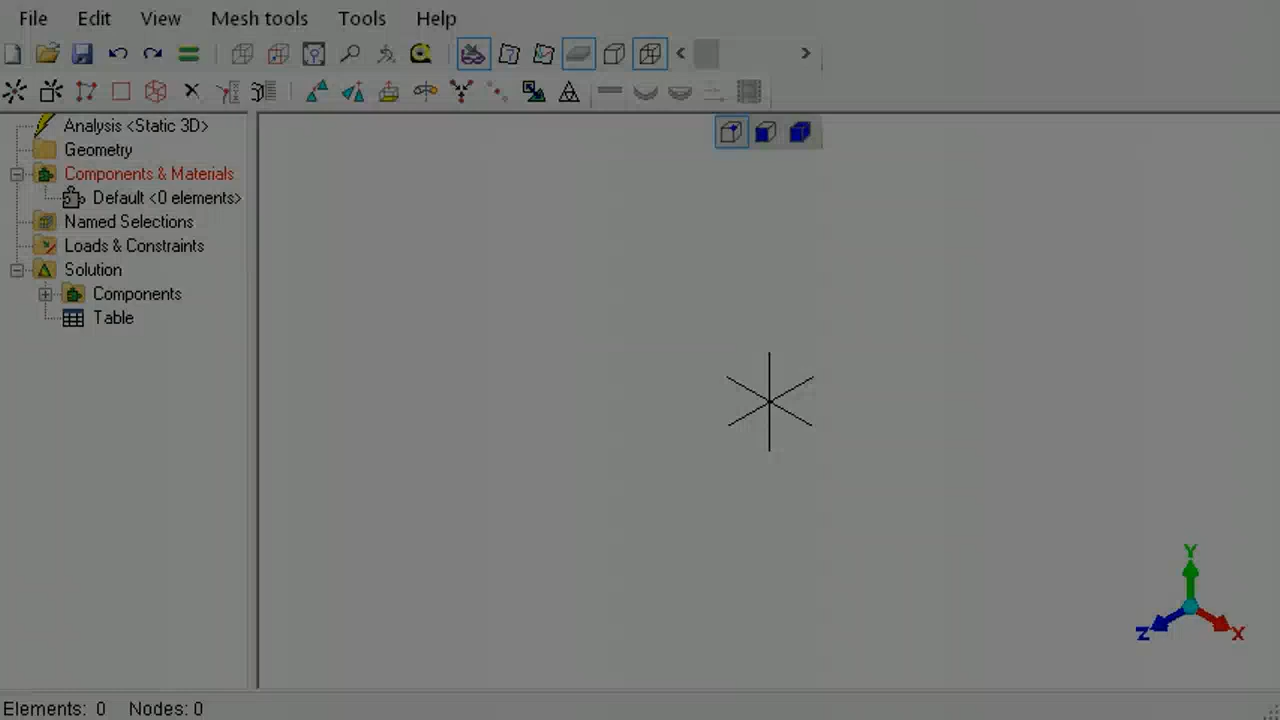 File Edit View Mesh tools Tools Help
Analysis <Static 3D>
Geometry
Components & Materials
Default <0 elements>
Named Selections
Loads & Constraints
Solution
Components
Table
Y
Z X
Elements: 0 Nodes: 0